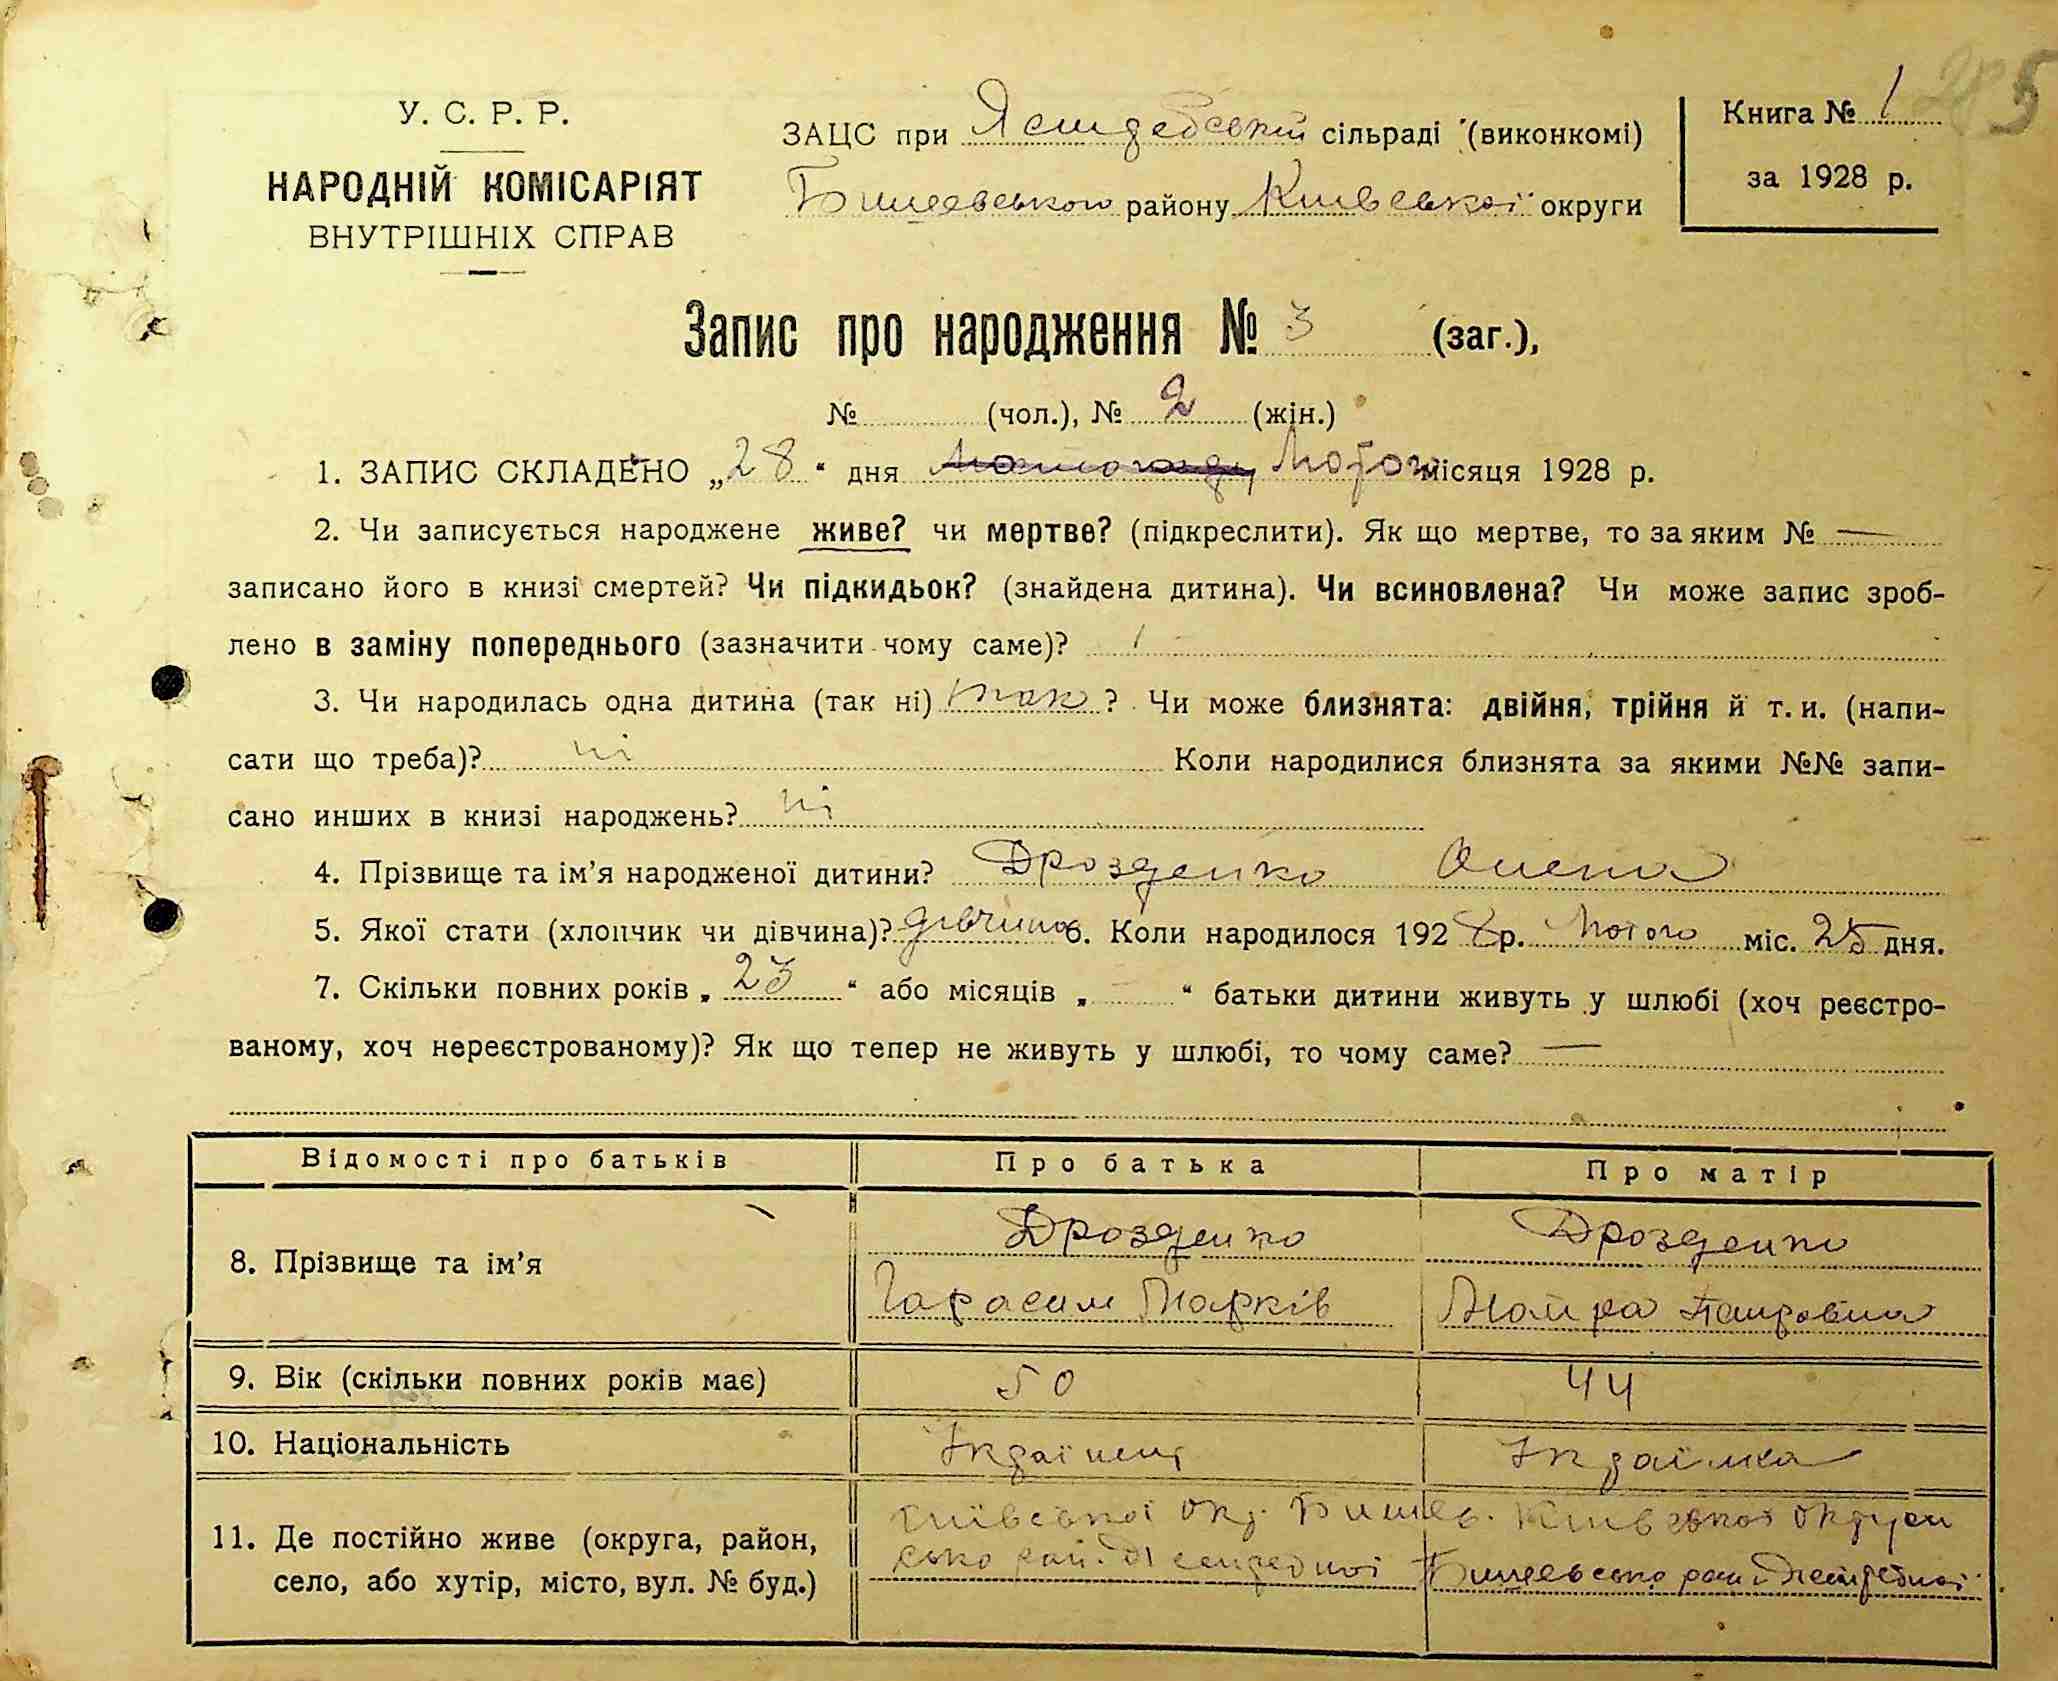 У. С. Р. Р.
НАРОДНІЙ КОМІСАРІЯТ
ВНУТРІШНІХ СПРАВ
ЗАЦС при сільраді (виконкомі)
району Київської округи
Книга № 1
за 1928 р.
Запис про народження № 3 (заг.),
№ (чол.), № 2 (жін.)
1. ЗАПИС СКЛАДЕНО „28“ дня Лютого місяця 1928 р.
2. Чи записується народжене живе? чи мертве? (підкреслити). Як що мертве, то за яким № —
записано його в книзі смертей? Чи підкидьок? (знайдена дитина). Чи всиновлена? Чи може запис зроб-
лено в заміну попереднього (зазначити чому саме)?
3. Чи народилась одна дитина (так ні) так? Чи може близнята: двійня, трійня й т. и. (напи-
сати що треба)? ні Коли народилися близнята за якими №№ запи-
сано инших в книзі народжень? ні
4. Прізвище та ім’я народженої дитини? Дрозденко Олена
5. Якої стати (хлопчик чи дівчина)? дівчина 6. Коли народилося 1928 р. Лютого міс. 25 дня.
7. Скільки повних років „23“ або місяців „—“ батьки дитини живуть у шлюбі (хоч реєстро-
ваному, хоч нереєстрованому)? Як що тепер не живуть у шлюбі, то чому саме? —
Відомості про батьків Про батька Про матір
8. Прізвище та ім’я Дрозденко Дрозденко
Гарасим Марків
9. Вік (скільки повних років має) 50 44
10. Національність Українець Українка
11. Де постійно живе (округа, район,
село, або хутір, місто, вул. № буд.)
Київської окр. Київської округи